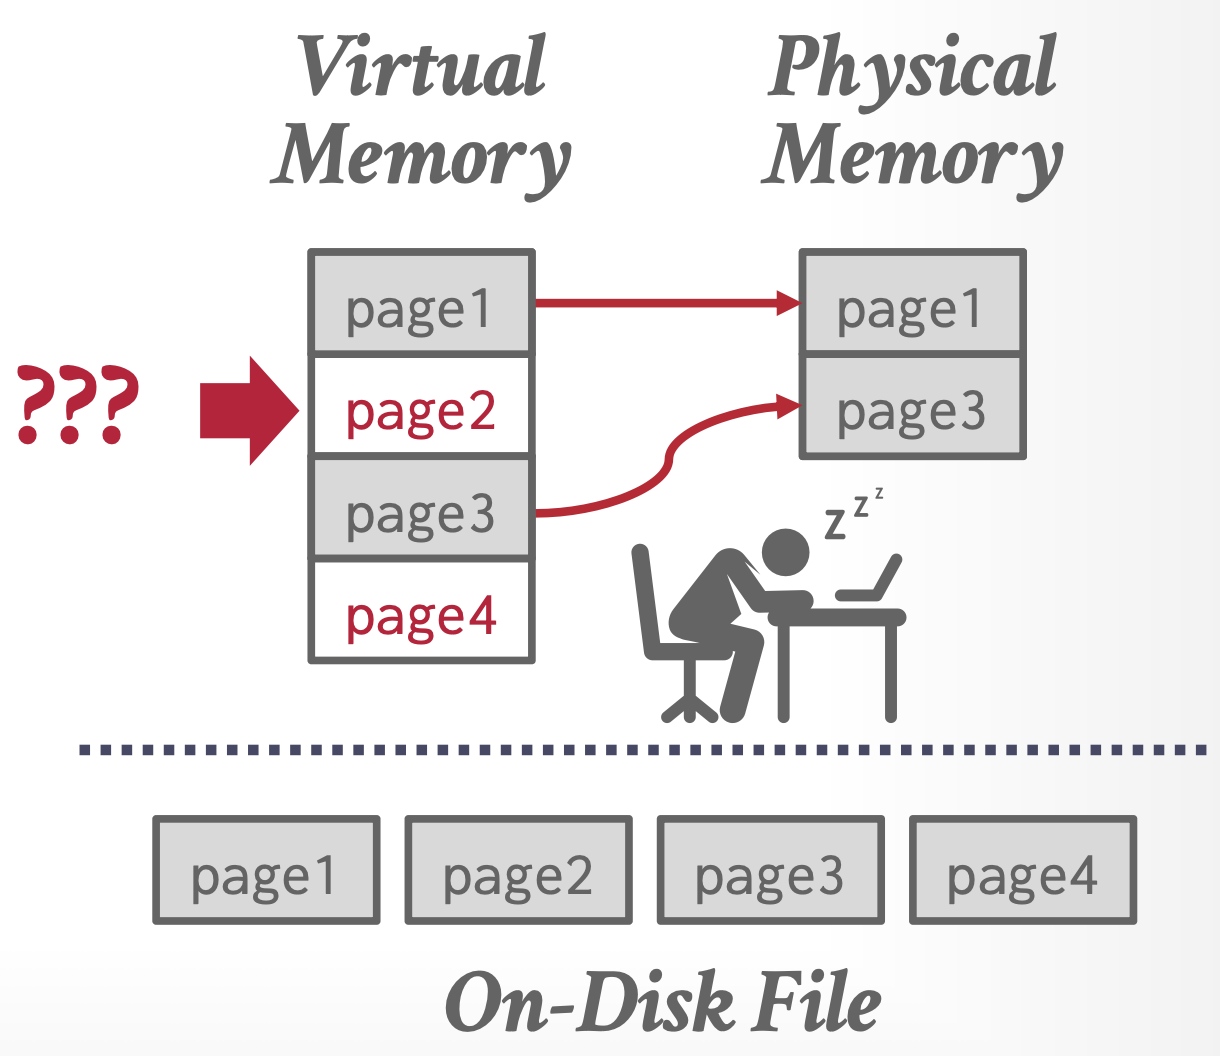 Virtual
Memory
Physical
Memory
page1
page1
???
page2
page3
page3
z z z
page4
page1
page2
page3
page4
On-Disk File